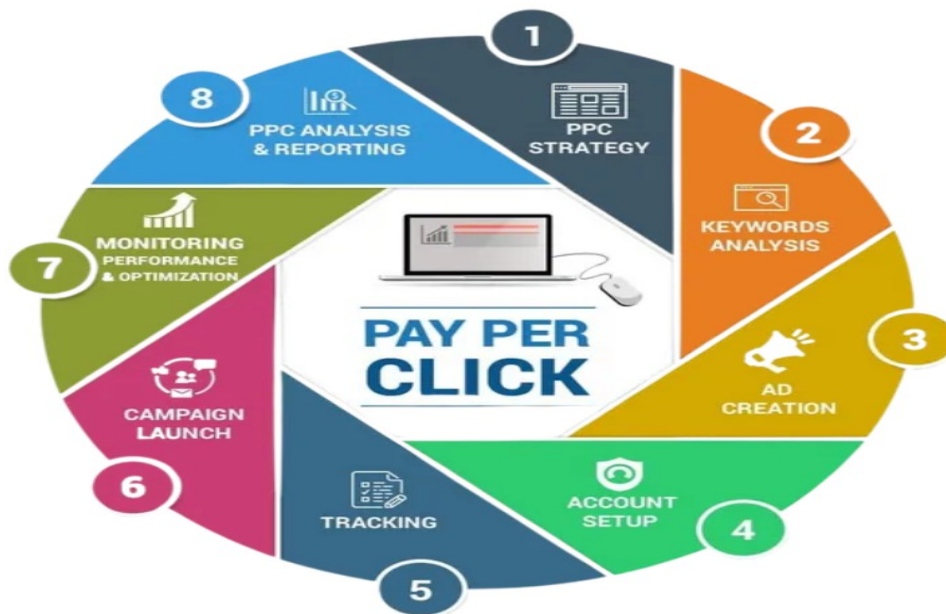 1
PPC
STRATEGY
2
KEYWORDS
ANALYSIS
3
AD
CREATION
4
ACCOUNT
SETUP
5
TRACKING
6
CAMPAIGN
LAUNCH
7
MONITORING
PERFORMANCE
& OPTIMIZATION
8
PPC ANALYSIS
& REPORTING
PAY PER
CLICK